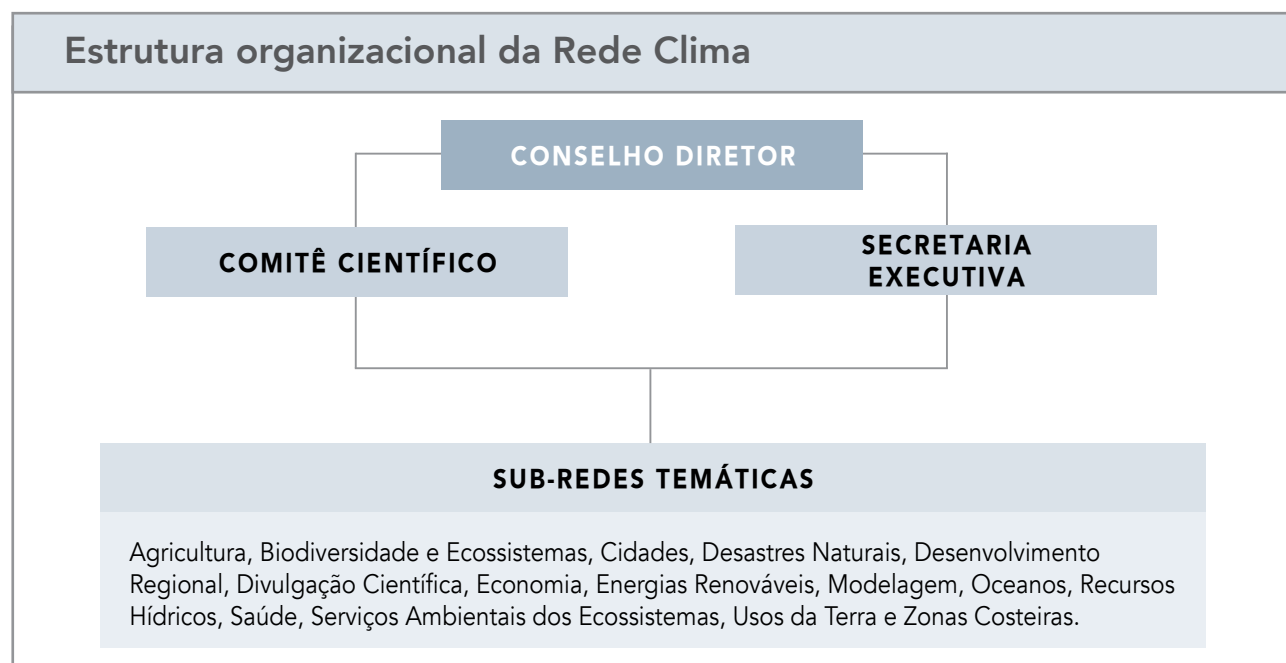 Estrutura organizacional da Rede Clima
CONSELHO DIRETOR
COMITÊ CIENTÍFICO
SECRETARIA
EXECUTIVA
SUB-REDES TEMÁTICAS
Agricultura, Biodiversidade e Ecossistemas, Cidades, Desastres Naturais, Desenvolvimento
Regional, Divulgação Científica, Economia, Energias Renováveis, Modelagem, Oceanos, Recursos
Hídricos, Saúde, Serviços Ambientais dos Ecossistemas, Usos da Terra e Zonas Costeiras.